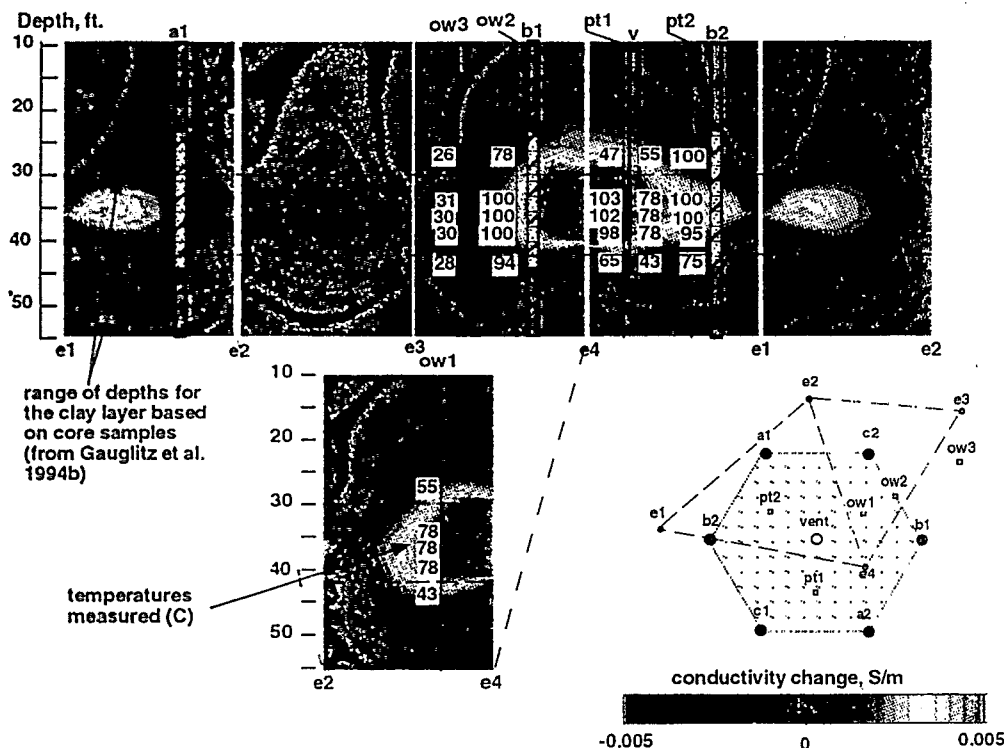 Depth, ft.
a1
ow3 ow2 b1 pt1 v pt2 b2
10
20
30
40
50
26 78 47 55 100
31 100 103 78 100
30 100 102 78 100
30 100 98 78 95
28 94 65 43 75
e1 e2 e3 e4 e1 e2
range of depths for
the clay layer based
on core samples
(from Gauglitz et al.
1994b)
ow1
10
20
30
40
50
55
78
78
78
43
temperatures
measured (C)
e2 e4
e2
e3
a1
c2
ow3
pt2
ow2
ow1
e1
b2
vent
b1
e4
pt1
c1
a2
conductivity change, S/m
-0.005 0 0.005